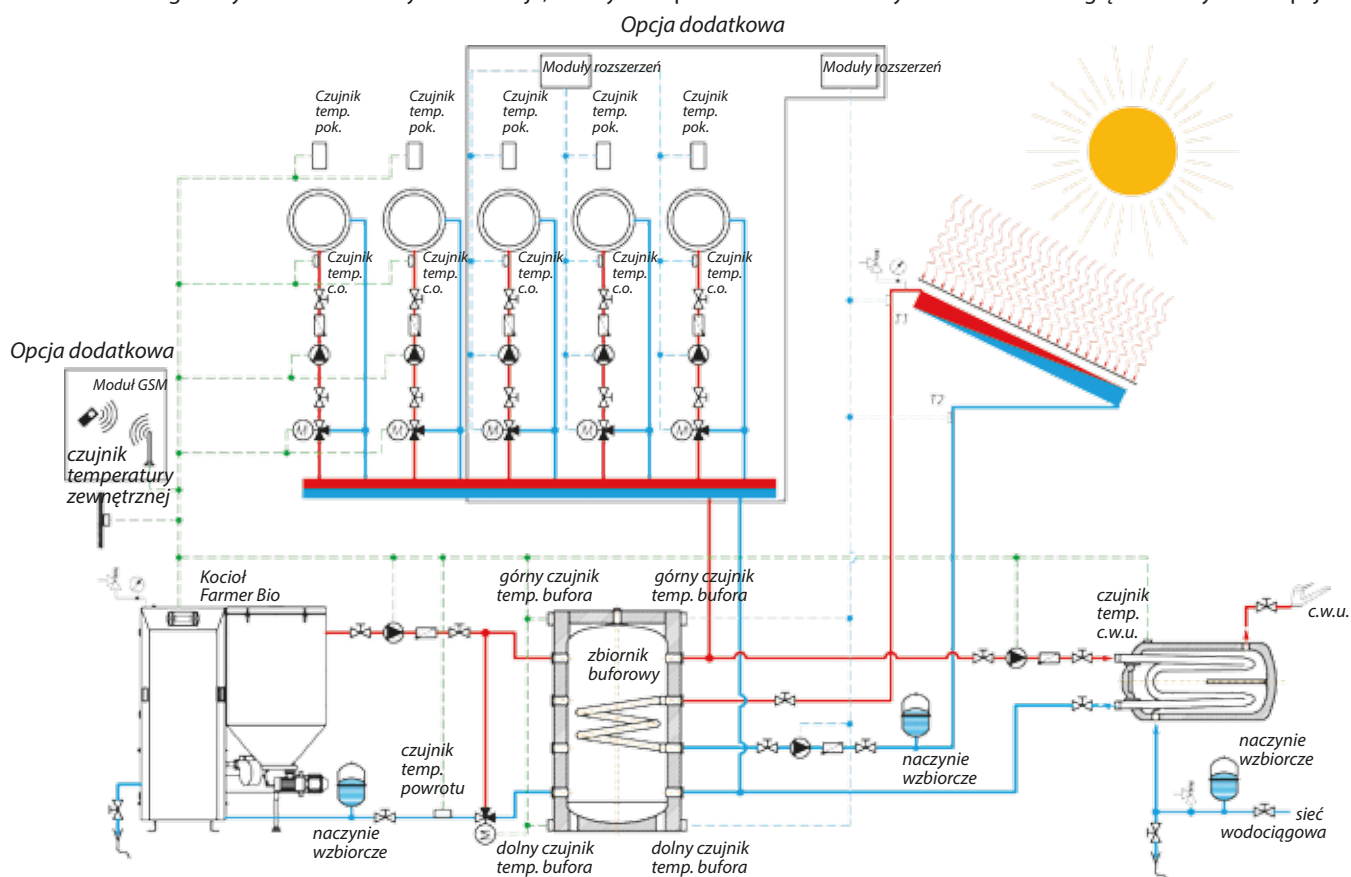 Opcja dodatkowa
Moduły rozszerzeń
Moduły rozszerzeń
Czujnik
temp.
pok.
Czujnik
temp.
pok.
Czujnik
temp.
pok.
Czujnik
temp.
pok.
Czujnik
temp.
pok.
Czujnik
temp.
c.o.
Czujnik
temp.
c.o.
Czujnik
temp.
c.o.
Czujnik
temp.
c.o.
Czujnik
temp.
c.o.
T1
T2
M
M
M
M
M
Opcja dodatkowa
Moduł GSM
czujnik
temperatury
zewnętrznej
Kocioł
Farmer Bio
górny czujnik
temp. bufora
górny czujnik
temp. bufora
zbiornik
buforowy
czujnik
temp.
c.w.u.
c.w.u.
czujnik
temp.
powrotu
naczynie
wzbiorcze
M
dolny czujnik
temp. bufora
dolny czujnik
temp. bufora
naczynie
wzbiorcze
naczynie
wzbiorcze
sieć
wodociągowa